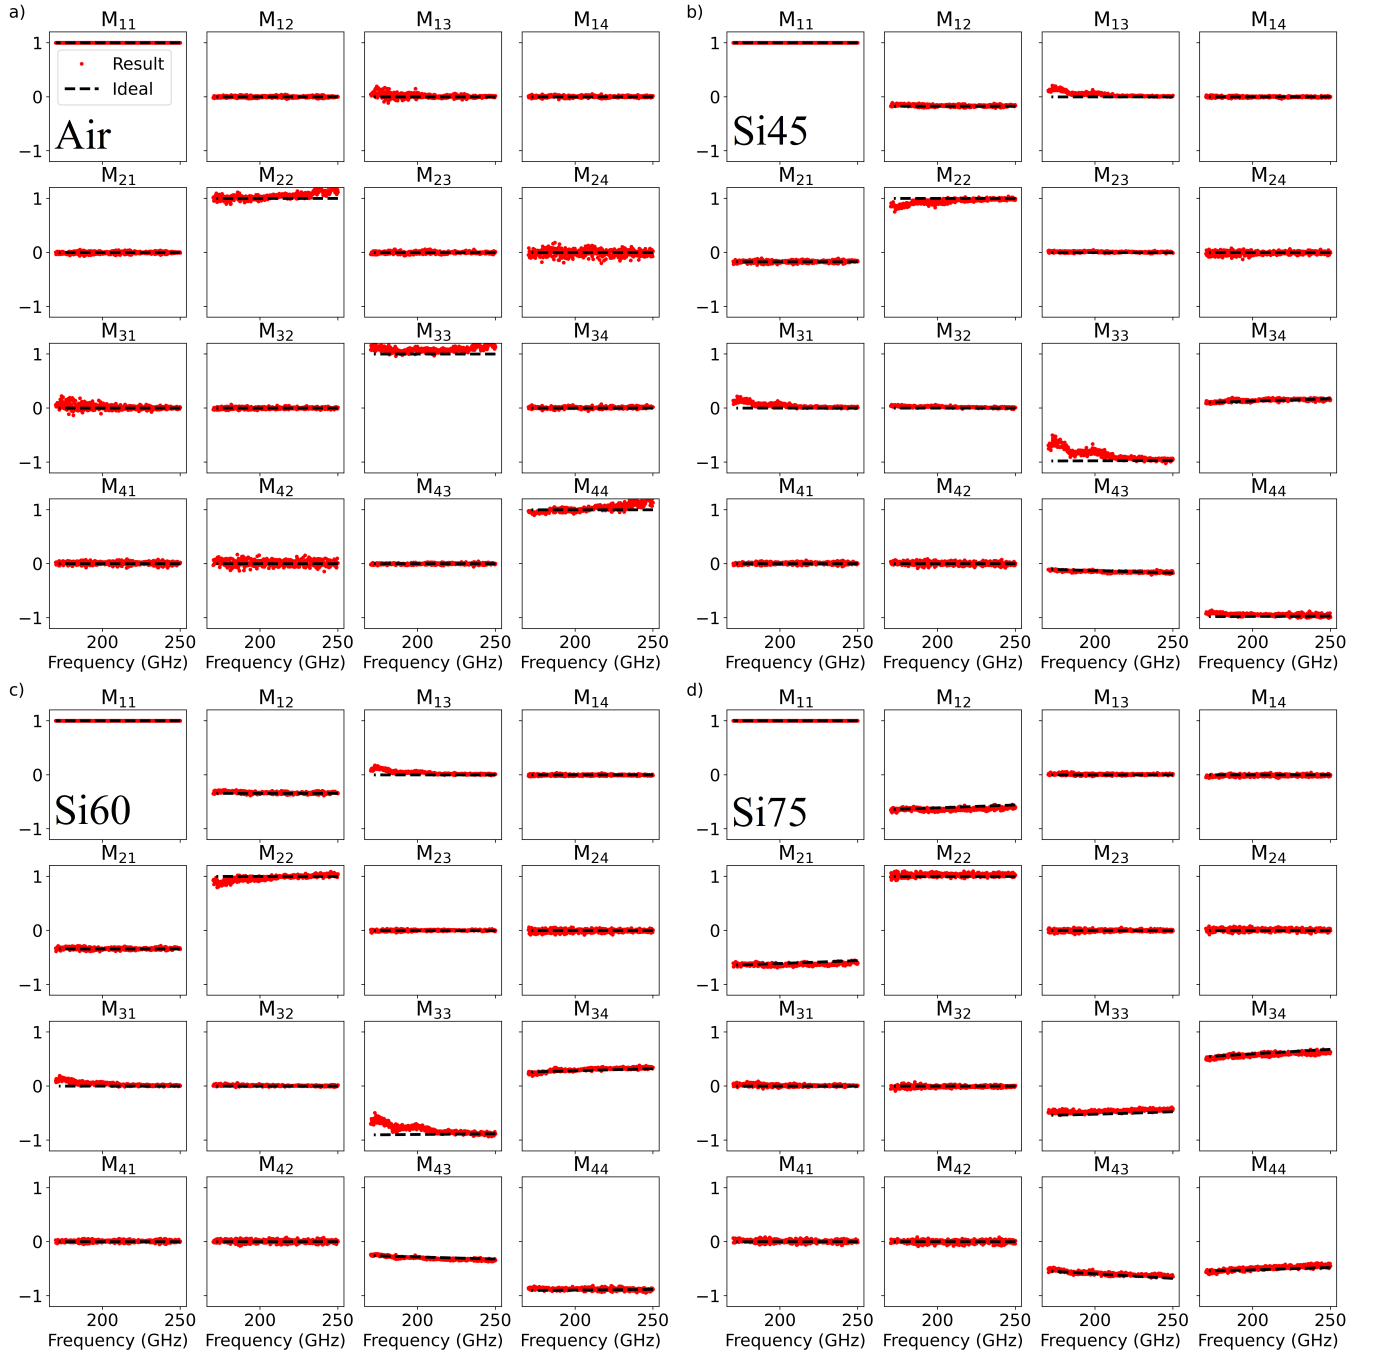 a)
M11 M12 M13 M14
1
0
−1
Result
Ideal
Air
M21 M22 M23 M24
1
0
−1
M31 M32 M33 M34
1
0
−1
M41 M42 M43 M44
1
0
−1
200 250 200 250 200 250 200 250
Frequency (GHz) Frequency (GHz) Frequency (GHz) Frequency (GHz)
b)
M11 M12 M13 M14
1
0
−1
Si45
M21 M22 M23 M24
1
0
−1
M31 M32 M33 M34
1
0
−1
M41 M42 M43 M44
1
0
−1
200 250 200 250 200 250 200 250
Frequency (GHz) Frequency (GHz) Frequency (GHz) Frequency (GHz)
c)
M11 M12 M13 M14
1
0
−1
Si60
M21 M22 M23 M24
1
0
−1
M31 M32 M33 M34
1
0
−1
M41 M42 M43 M44
1
0
−1
200 250 200 250 200 250 200 250
Frequency (GHz) Frequency (GHz) Frequency (GHz) Frequency (GHz)
d)
M11 M12 M13 M14
1
0
−1
Si75
M21 M22 M23 M24
1
0
−1
M31 M32 M33 M34
1
0
−1
M41 M42 M43 M44
1
0
−1
200 250 200 250 200 250 200 250
Frequency (GHz) Frequency (GHz) Frequency (GHz) Frequency (GHz)